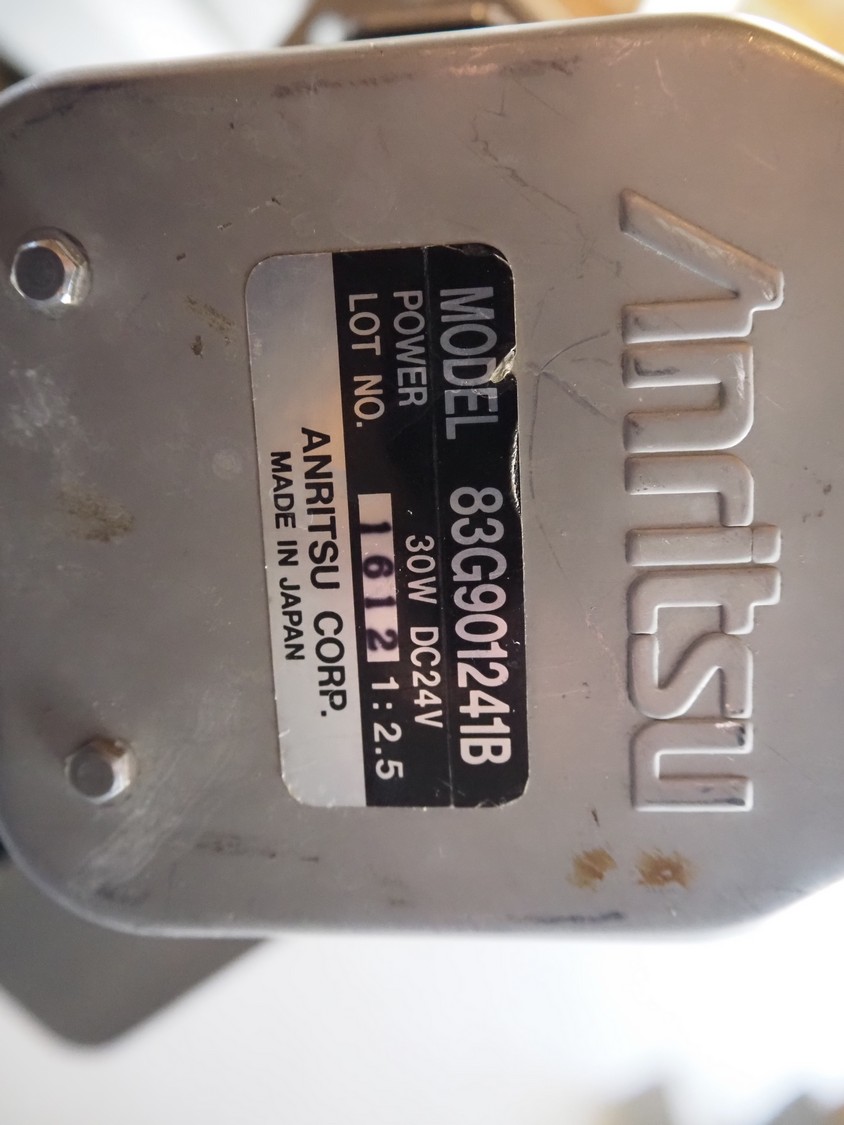 Anritsu
MODEL 83G901241B
POWER 30W DC24V
LOT NO. 1612 1:2.5
ANRITSU CORP.
MADE IN JAPAN